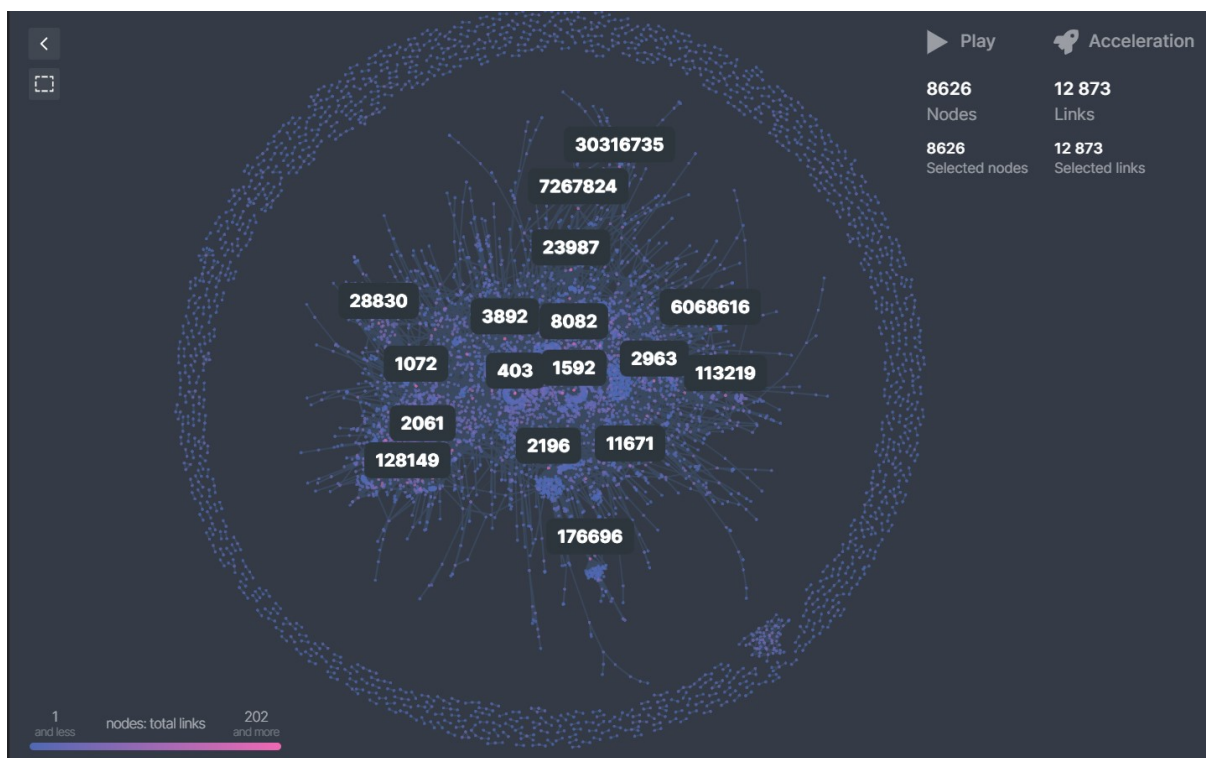 Play Acceleration
8626 12 873
Nodes Links
8626 12 873
Selected nodes Selected links
30316735
7267824
23987
28830
3892
8082
6068616
1072
403
1592
2963
113219
2061
2196
11671
128149
176696
1 nodes: total links 202
and less and more